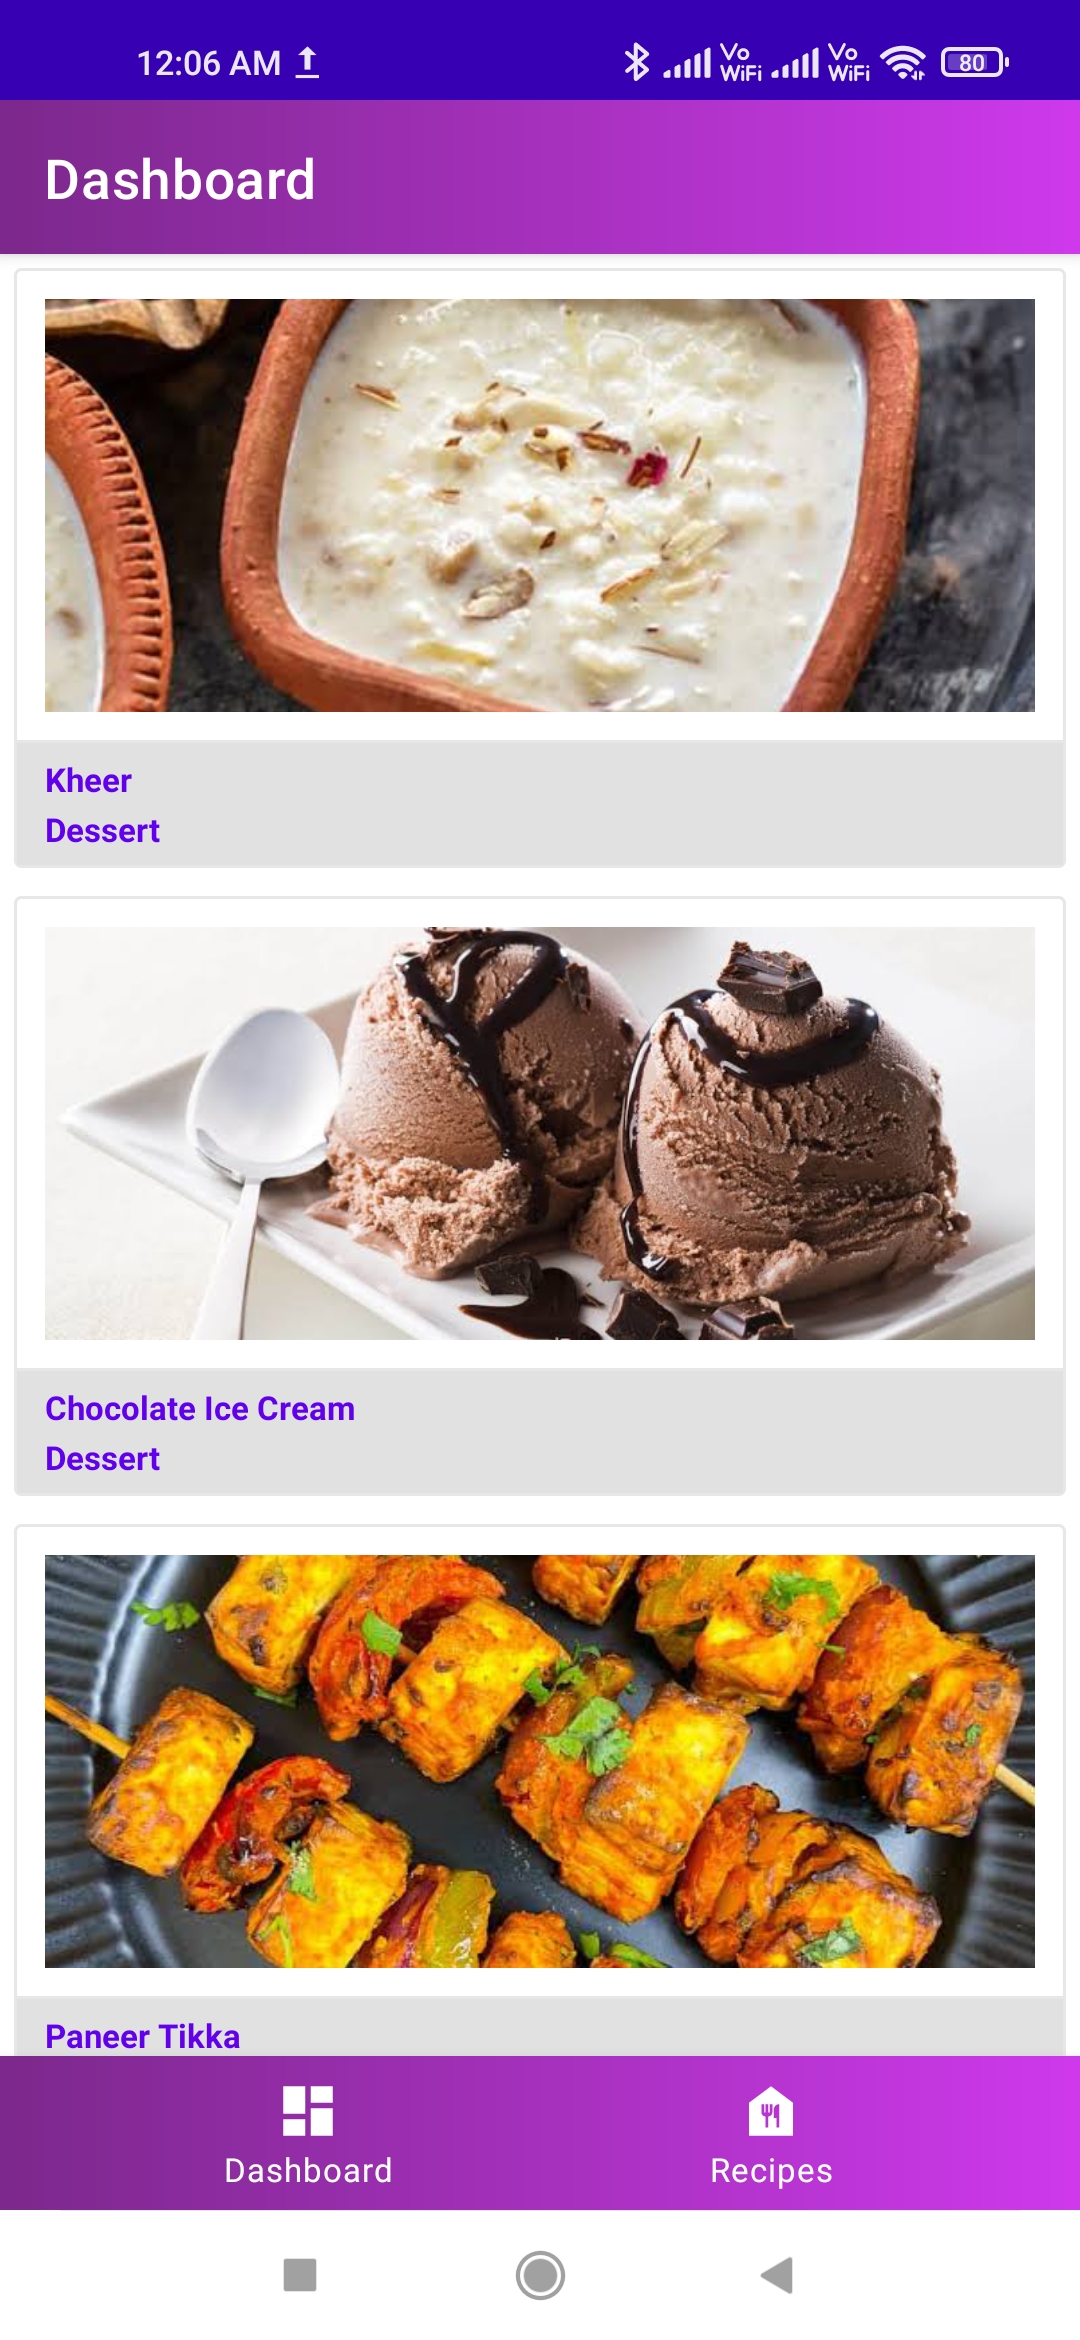 12:06 AM
Vo WiFi
Vo WiFi
80
Dashboard
Kheer
Dessert
Chocolate Ice Cream
Dessert
Paneer Tikka
Dashboard
Recipes